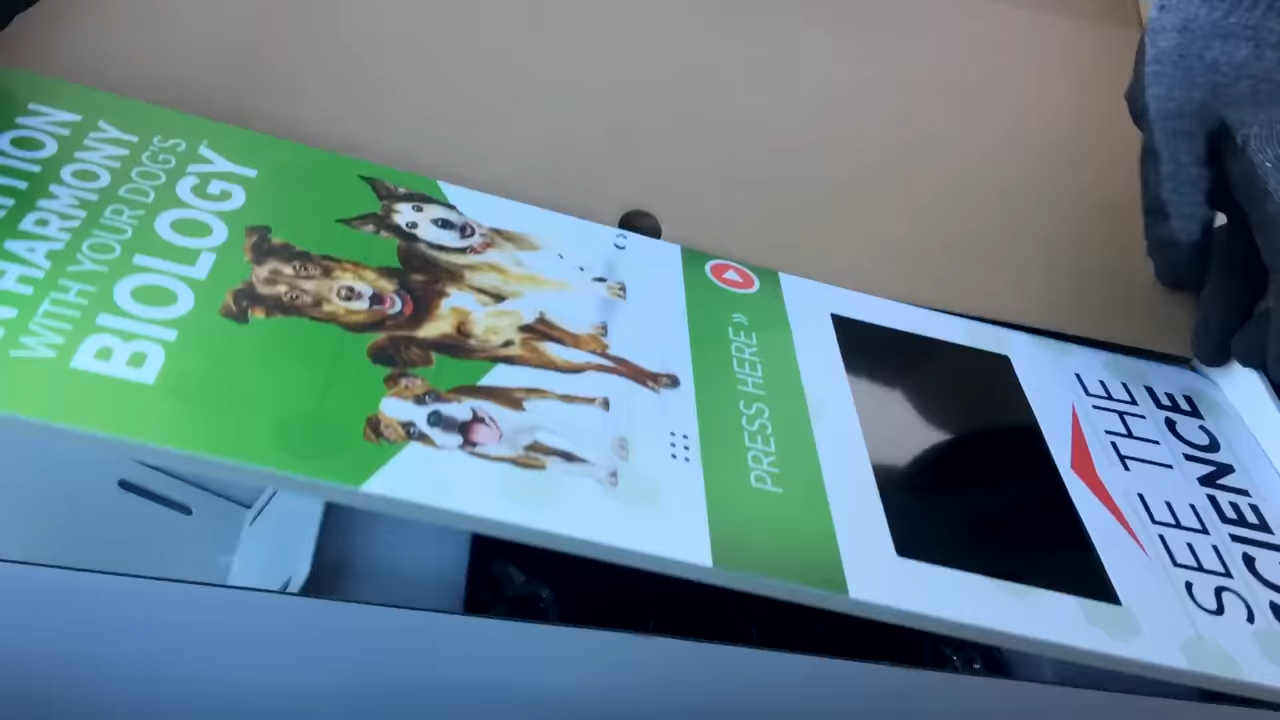 SEE THE
SCIENCE
PRESS HERE »
HARMONY
WITH YOUR DOG'S
BIOLOGY